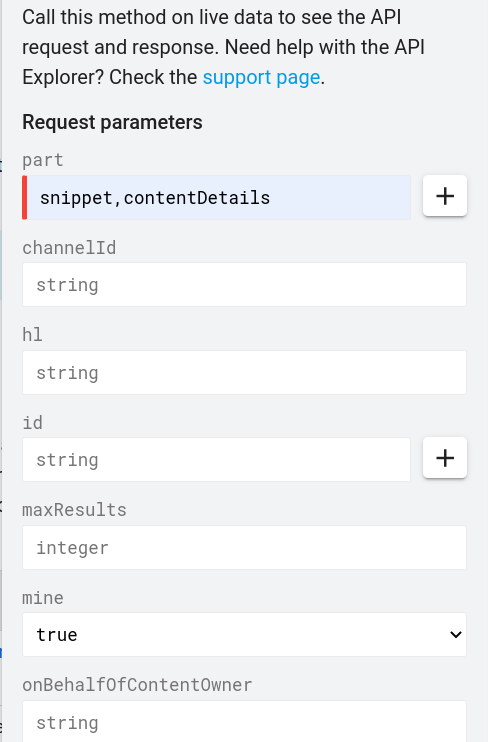 Call this method on live data to see the API
request and response. Need help with the API
Explorer? Check the support page.
Request parameters
part
snippet,contentDetails
+
channelId
string
hl
string
id
string
+
maxResults
integer
mine
true
onBehalfOfContentOwner
string